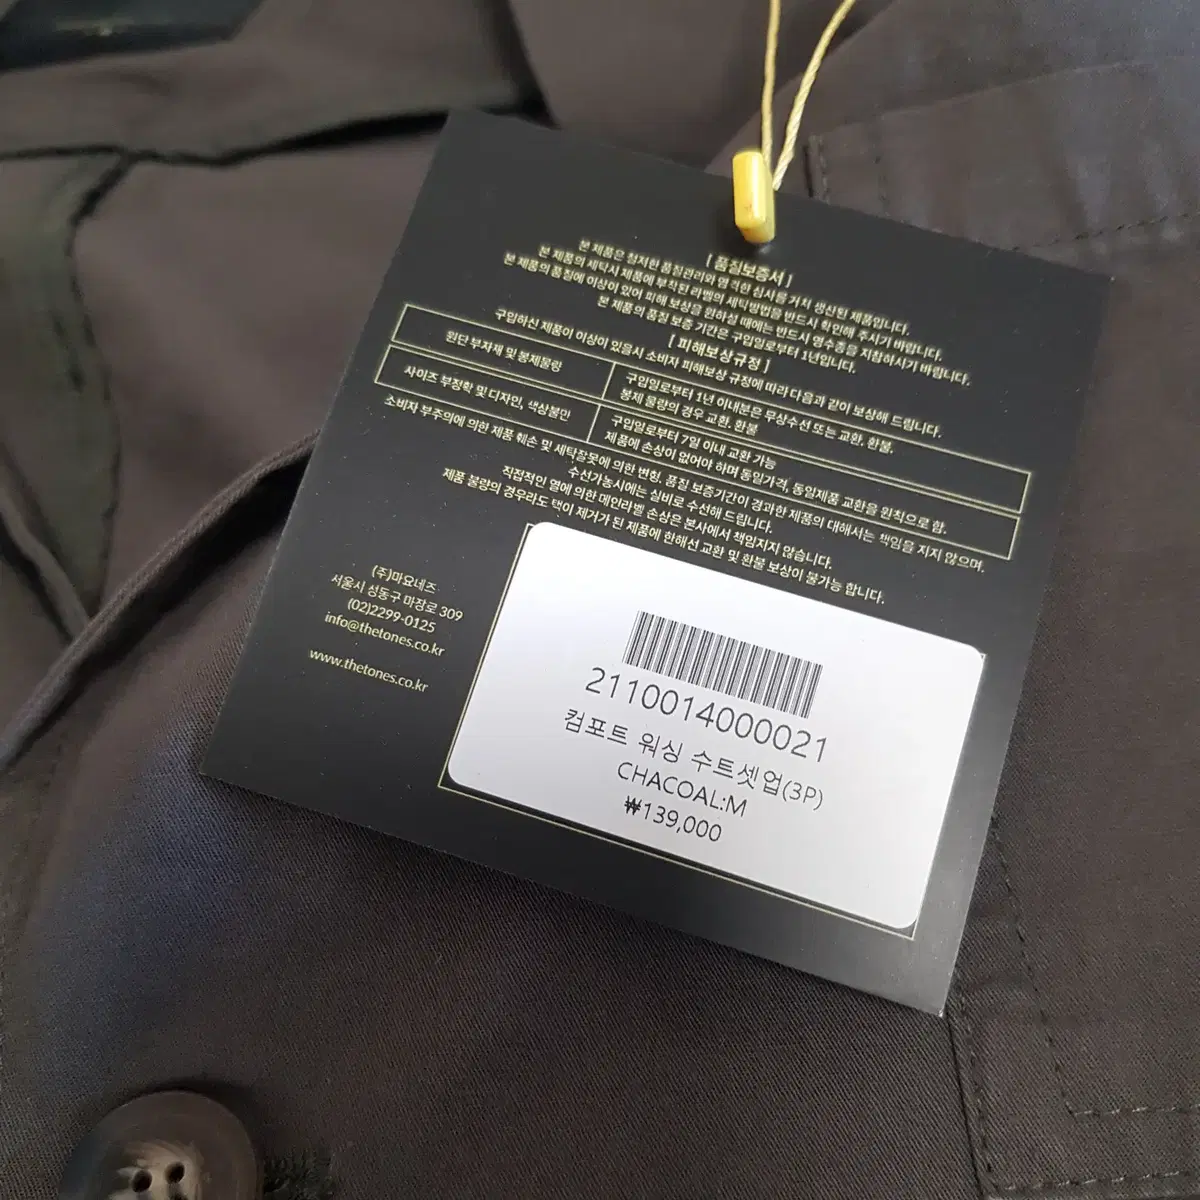 [ 품질보증서 ]
본 제품은 철저한 품질관리와 엄격한 검사를 거쳐 생산된 제품입니다.
본 제품의 세탁시 제품에 부착된 라벨의 세탁방법을 반드시 확인해 주시기 바랍니다.
본 제품의 품질에 이상이 있어 피해 보상을 원하실 때에는 반드시 영수증을 지참하시기 바랍니다.
본 제품의 품질 보증 기간은 구입일로부터 1년입니다.
[ 피해보상규정 ]
구입하신 제품이 이상이 있을시 소비자 피해보상 규정에 따라 다음과 같이 보상해 드립니다.
원단 부자재 및 봉제불량
구입일로부터 1년 이내분은 무상수선 또는 교환, 환불,
봉제 불량의 경우 교환, 환불
사이즈 부정확 및 디자인, 색상불만
구입일로부터 7일 이내 교환 가능
제품에 손상이 없어야 하며 동일가격, 동일제품 교환을 원칙으로 함.
소비자 부주의에 의한 제품 훼손 및 세탁잘못에 의한 변형, 품질 보증기간이 경과한 제품의 대해서는 책임을 지지 않으며,
수선가능시에는 실비로 수선해 드립니다.
직접적인 열에 의한 메인라벨 손상은 본사에서 책임지지 않습니다.
제품 불량의 경우라도 택이 제거가 된 제품에 한해선 교환 및 환불 보상이 불가능 합니다.
(주)마요네즈
서울시 성동구 마장로 309
(02)2299-0125
info@thetones.co.kr
www.thetones.co.kr
2110014000021
컴포트 워싱 수트셋업(3P)
CHACOAL:M
₩139,000